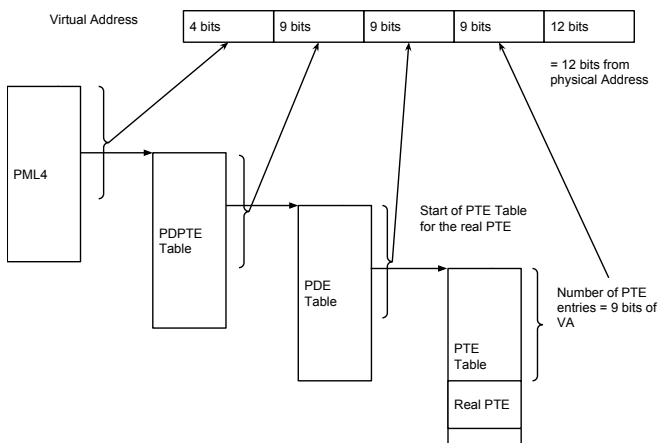 Virtual Address
4 bits
9 bits
9 bits
9 bits
12 bits
= 12 bits from
physical Address
PML4
PDPTE
Table
PDE
Table
Start of PTE Table
for the real PTE
PTE
Table
Number of PTE
entries = 9 bits of
VA
Real PTE